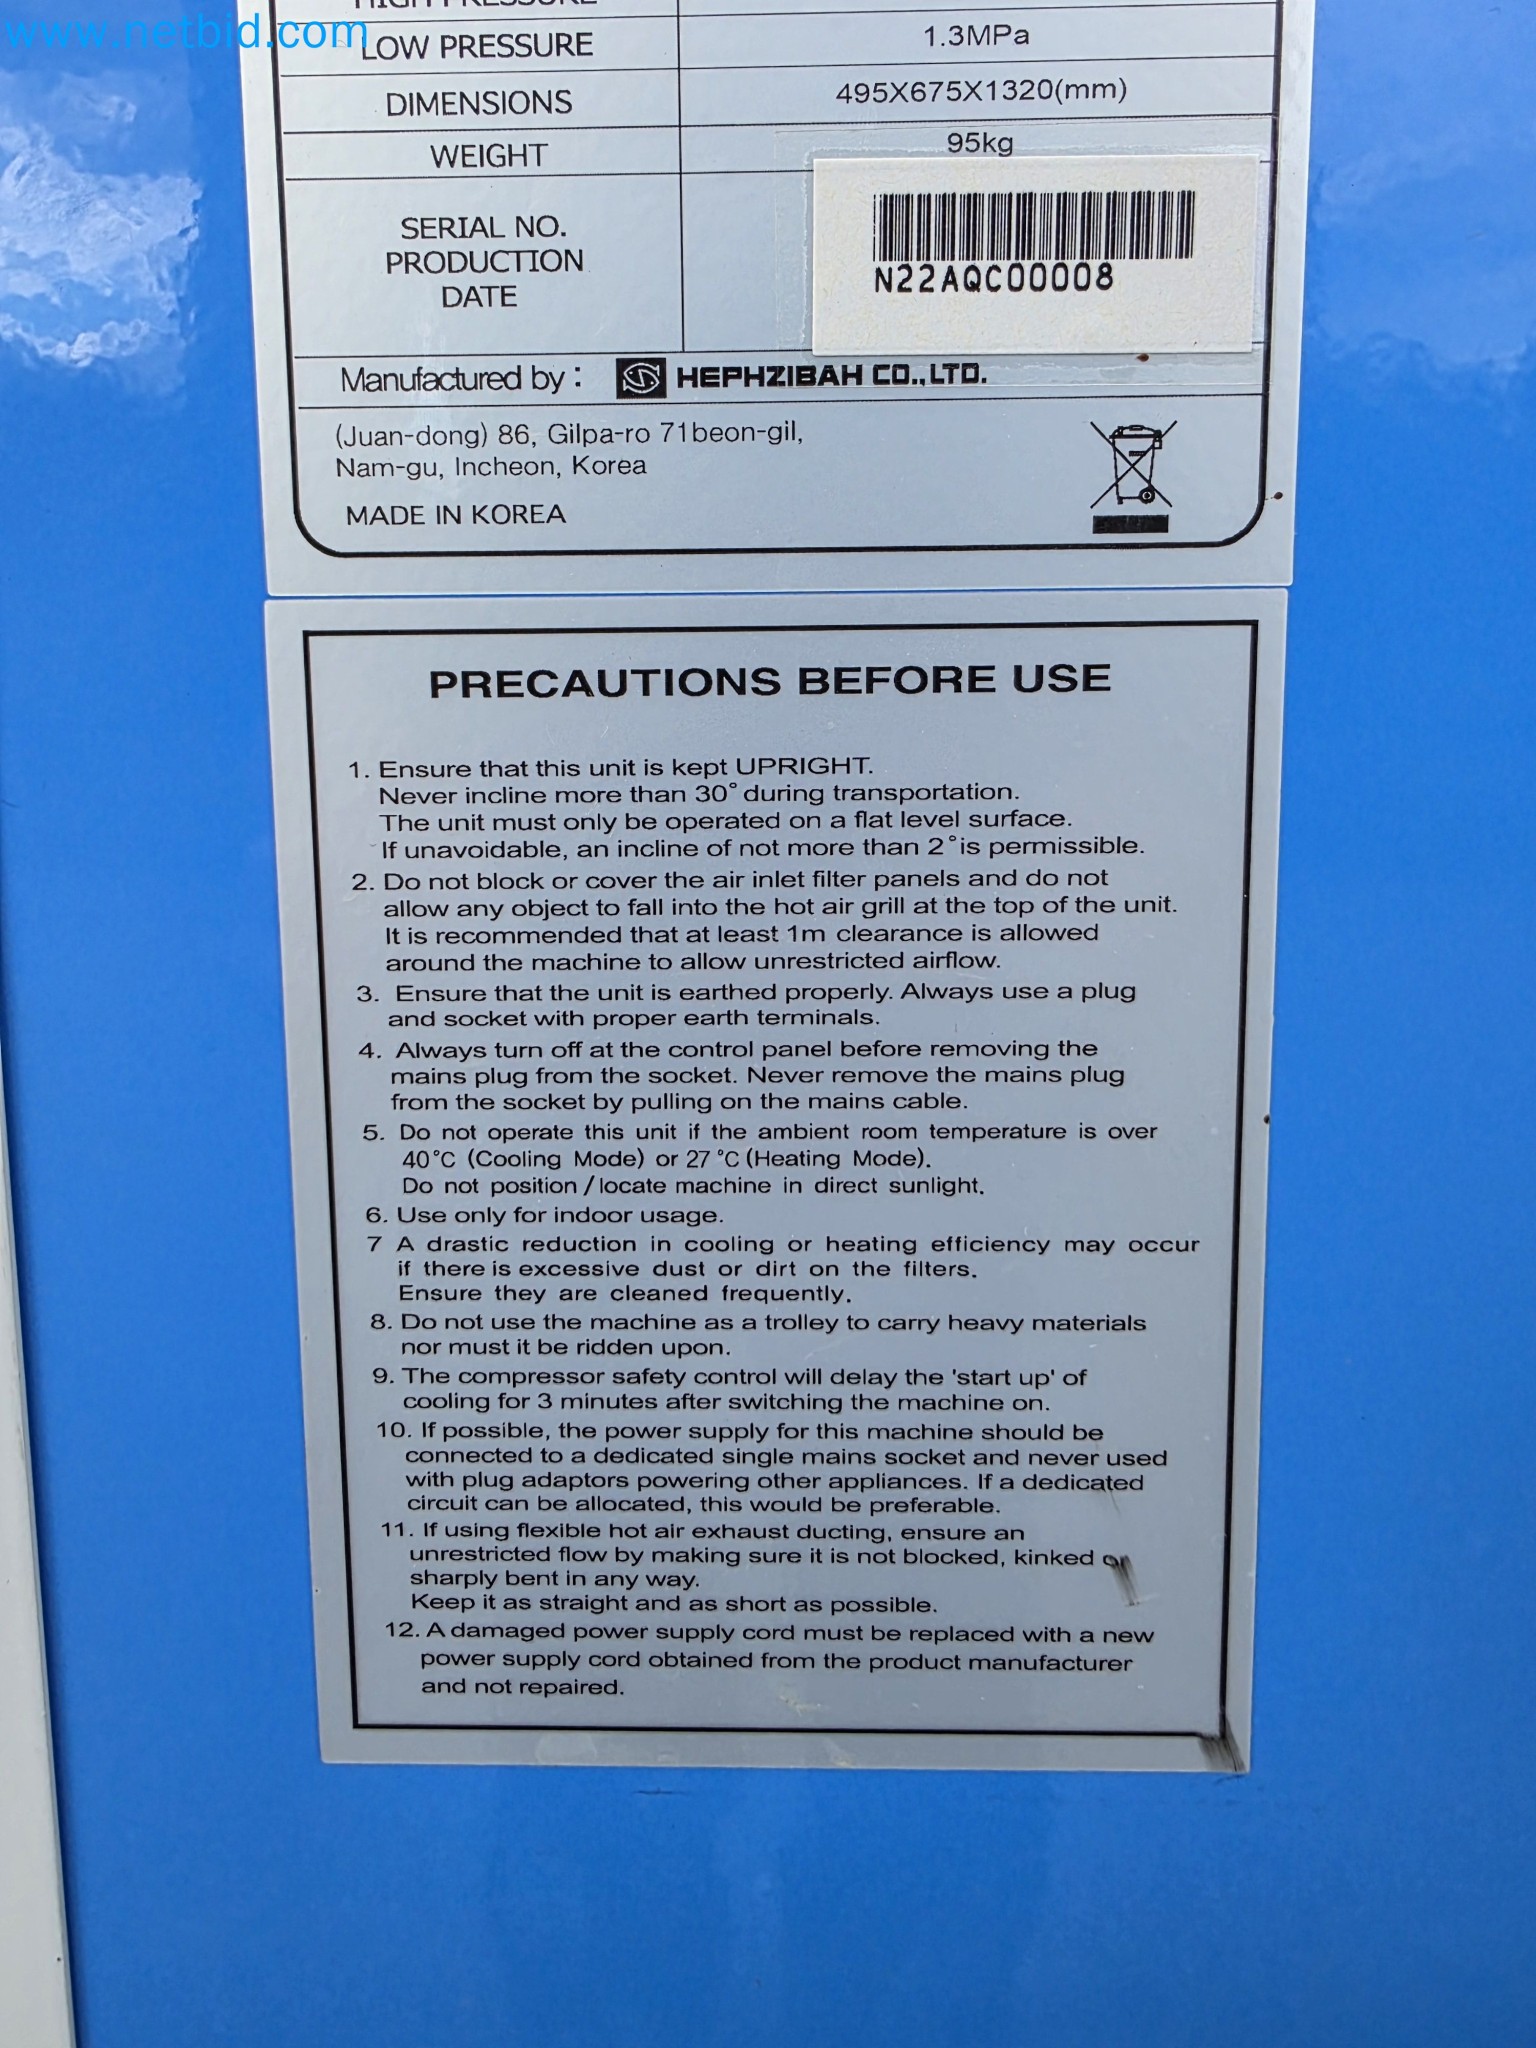 www.netbid.com
HIGH PRESSURE
LOW PRESSURE 1.3MPa
DIMENSIONS 495X675X1320(mm)
WEIGHT 95kg
SERIAL NO.
PRODUCTION
DATE
N22AQC00008
Manufactured by : HEPHZIBAH CO.,LTD.
(Juan-dong) 86, Gilpa-ro 71beon-gil,
Nam-gu, Incheon, Korea
MADE IN KOREA
PRECAUTIONS BEFORE USE
1. Ensure that this unit is kept UPRIGHT.
Never incline more than 30° during transportation.
The unit must only be operated on a flat level surface.
If unavoidable, an incline of not more than 2° is permissible.
2. Do not block or cover the air inlet filter panels and do not
allow any object to fall into the hot air grill at the top of the unit.
It is recommended that at least 1m clearance is allowed
around the machine to allow unrestricted airflow.
3. Ensure that the unit is earthed properly. Always use a plug
and socket with proper earth terminals.
4. Always turn off at the control panel before removing the
mains plug from the socket. Never remove the mains plug
from the socket by pulling on the mains cable.
5. Do not operate this unit if the ambient room temperature is over
40°C (Cooling Mode) or 27°C (Heating Mode).
Do not position / locate machine in direct sunlight.
6. Use only for indoor usage.
7 A drastic reduction in cooling or heating efficiency may occur
if there is excessive dust or dirt on the filters.
Ensure they are cleaned frequently.
8. Do not use the machine as a trolley to carry heavy materials
nor must it be ridden upon.
9. The compressor safety control will delay the 'start up' of
cooling for 3 minutes after switching the machine on.
10. If possible, the power supply for this machine should be
connected to a dedicated single mains socket and never used
with plug adaptors powering other appliances. If a dedicated
circuit can be allocated, this would be preferable.
11. If using flexible hot air exhaust ducting, ensure an
unrestricted flow by making sure it is not blocked, kinked or
sharply bent in any way.
Keep it as straight and as short as possible.
12. A damaged power supply cord must be replaced with a new
power supply cord obtained from the product manufacturer
and not repaired.